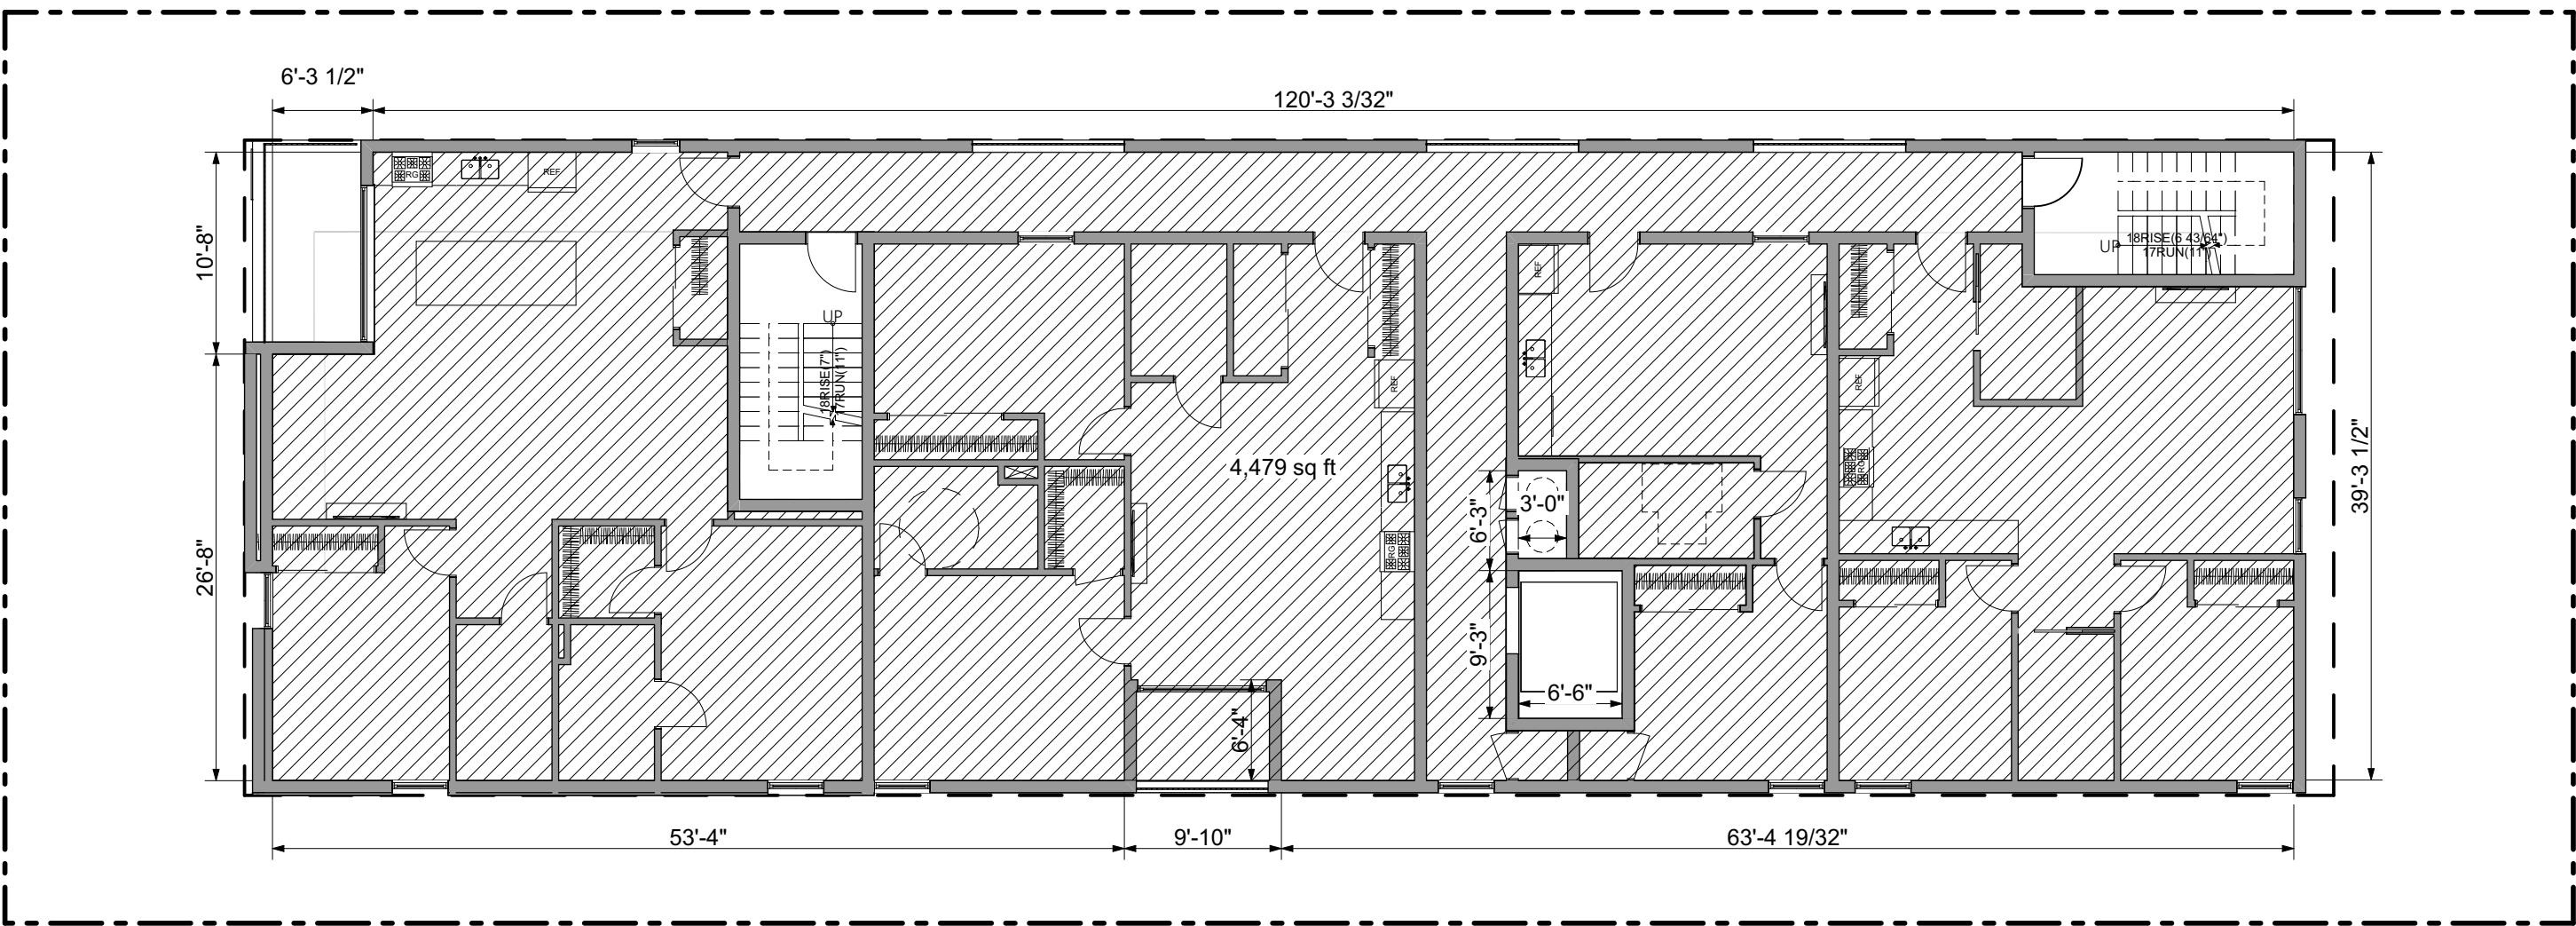 6'-3 1/2"
120'-3 3/32"
RG
REF
10'-8"
UP
18RISE(6 43/64")
17RUN(11")
REF
UP
18RISE(7")
17RUN(11")
REF
REF
39'-3 1/2"
4,479 sq ft
RG
3'-0"
6'-3"
26'-8"
RG
9'-3"
6'-6"
6'-4"
53'-4"
9'-10"
63'-4 19/32"